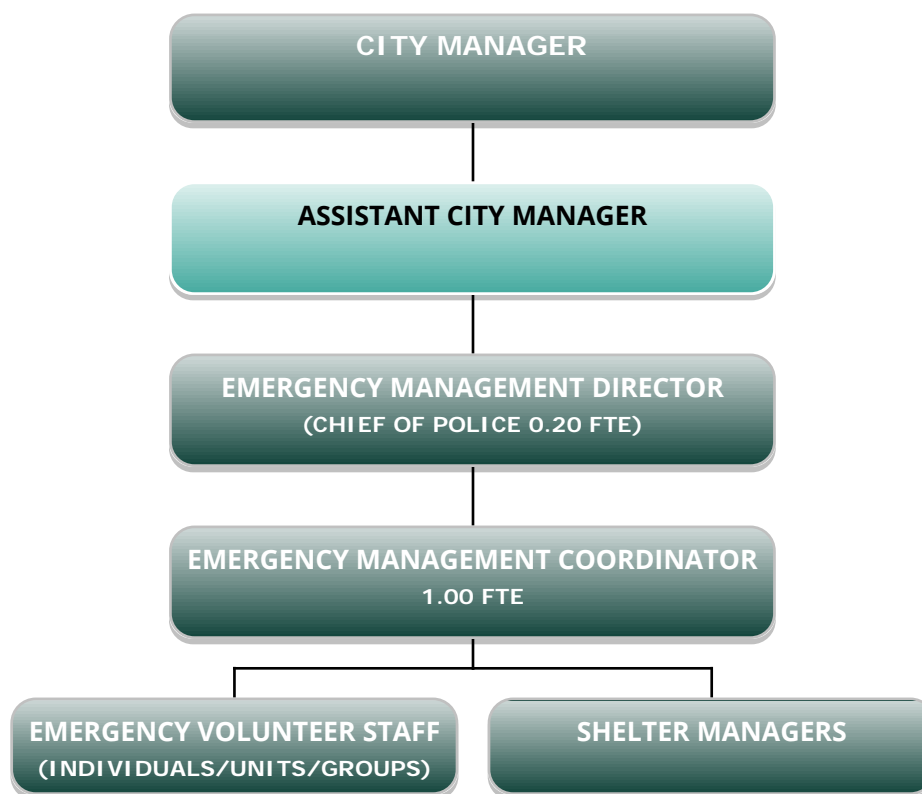 CITY MANAGER
ASSISTANT CITY MANAGER
EMERGENCY MANAGEMENT DIRECTOR
(CHIEF OF POLICE 0.20 FTE)
EMERGENCY MANAGEMENT COORDINATOR
1.00 FTE
EMERGENCY VOLUNTEER STAFF
(INDIVIDUALS/UNITS/GROUPS)
SHELTER MANAGERS